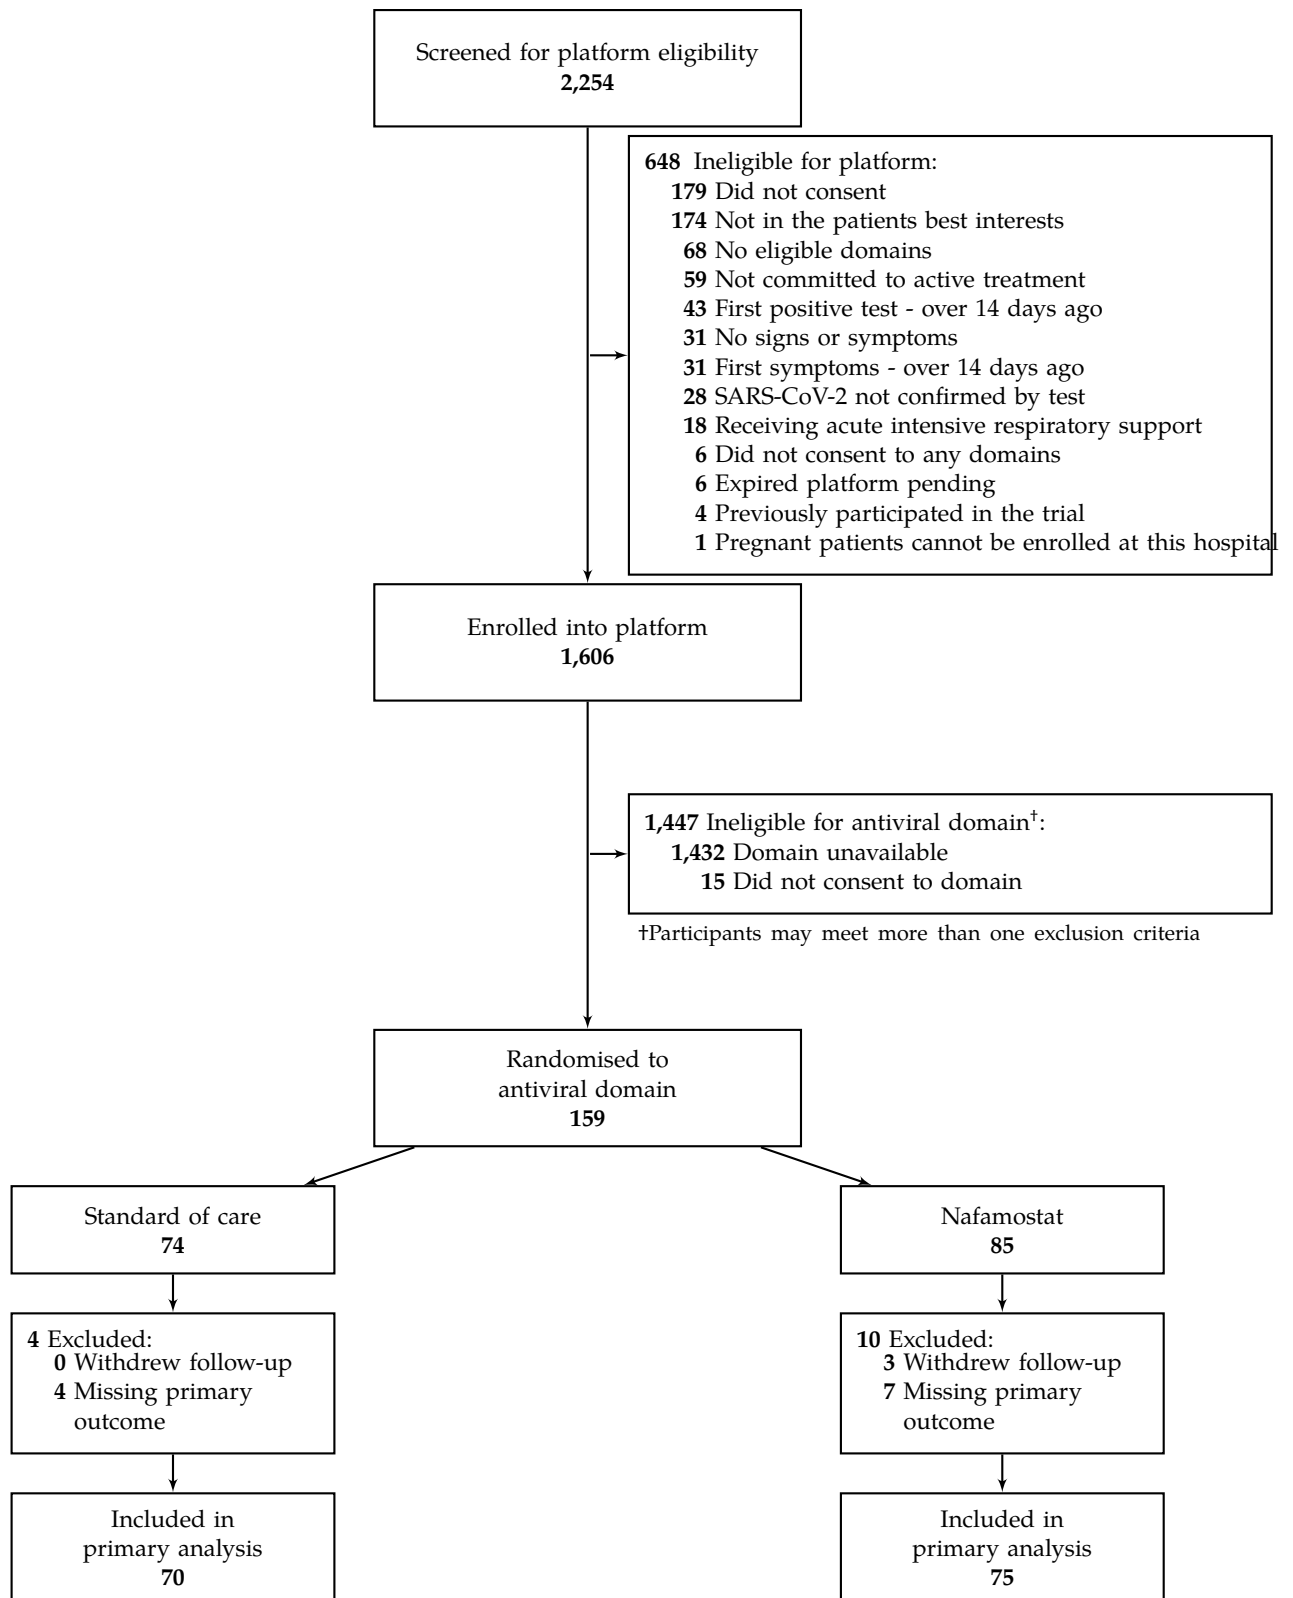 Screened for platform eligibility
2,254
648 Ineligible for platform:
179 Did not consent
174 Not in the patients best interests
68 No eligible domains
59 Not committed to active treatment
43 First positive test - over 14 days ago
31 No signs or symptoms
31 First symptoms - over 14 days ago
28 SARS-CoV-2 not confirmed by test
18 Receiving acute intensive respiratory support
6 Did not consent to any domains
6 Expired platform pending
4 Previously participated in the trial
1 Pregnant patients cannot be enrolled at this hospital
Enrolled into platform
1,606
1,447 Ineligible for antiviral domain†:
1,432 Domain unavailable
15 Did not consent to domain
†Participants may meet more than one exclusion criteria
Randomised to
antiviral domain
159
Standard of care
74
4 Excluded:
0 Withdrew follow-up
4 Missing primary
outcome
Included in
primary analysis
70
Nafamostat
85
10 Excluded:
3 Withdrew follow-up
7 Missing primary
outcome
Included in
primary analysis
75